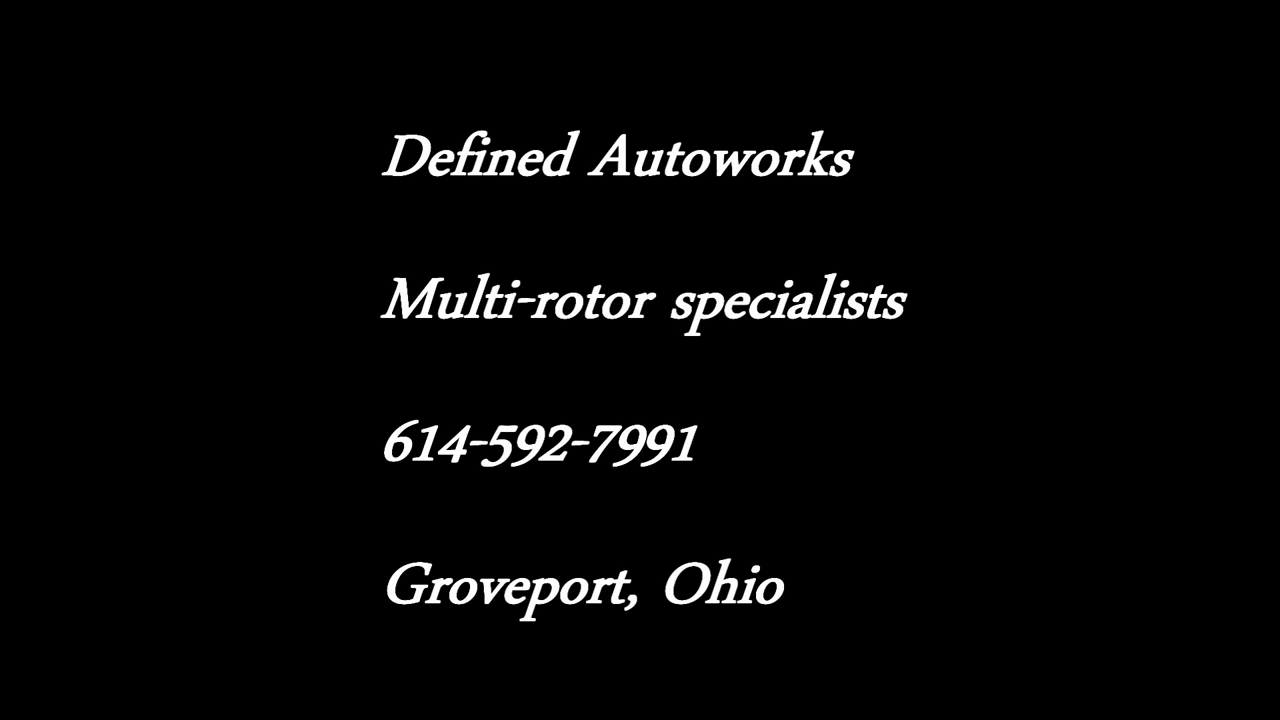 Defined Autoworks
Multi-rotor specialists
614-592-7991
Groveport, Ohio